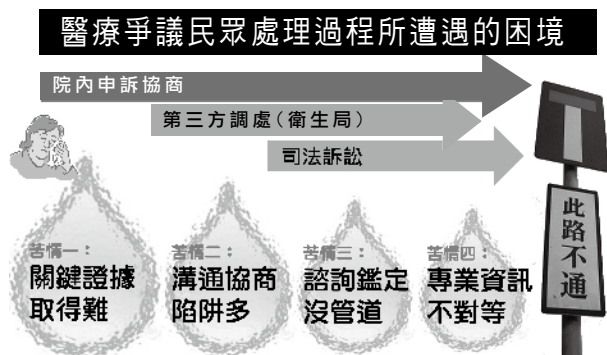 醫療爭議民眾處理過程所遭遇的困境
院內申訴協商
第三方調處(衛生局)
司法訴訟
此路不通
苦情一：
關鍵證據
取得難
苦情二：
溝通協商
陷阱多
苦情三：
諮詢鑑定
沒管道
苦情四：
專業資訊
不對等